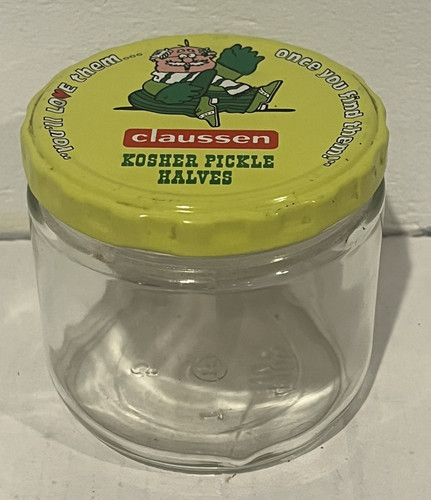 "you'll LOVE them...
once you find them!"
claussen
KOSHER PICKLE
HALVES